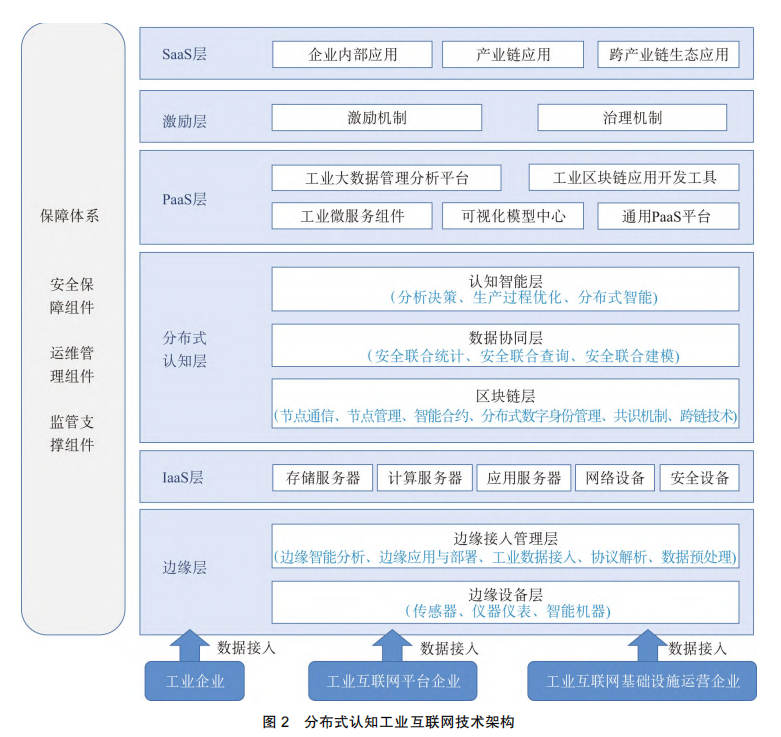 保障体系
安全保
障组件
运维管
理组件
监管支
撑组件
SaaS层
企业内部应用
产业链应用
跨产业链生态应用
激励层
激励机制
治理机制
PaaS层
工业大数据管理分析平台
工业区块链应用开发工具
工业微服务组件
可视化模型中心
通用PaaS平台
分布式
认知层
认知智能层
(分析决策、生产过程优化、分布式智能)
数据协同层
(安全联合统计、安全联合查询、安全联合建模)
区块链层
(节点通信、节点管理、智能合约、分布式数字身份管理、共识机制、跨链技术)
IaaS层
存储服务器
计算服务器
应用服务器
网络设备
安全设备
边缘层
边缘接入管理层
(边缘智能分析、边缘应用与部署、工业数据接入、协议解析、数据预处理)
边缘设备层
(传感器、仪器仪表、智能机器)
数据接入
数据接入
数据接入
工业企业
工业互联网平台企业
工业互联网基础设施运营企业
图 2 分布式认知工业互联网技术架构